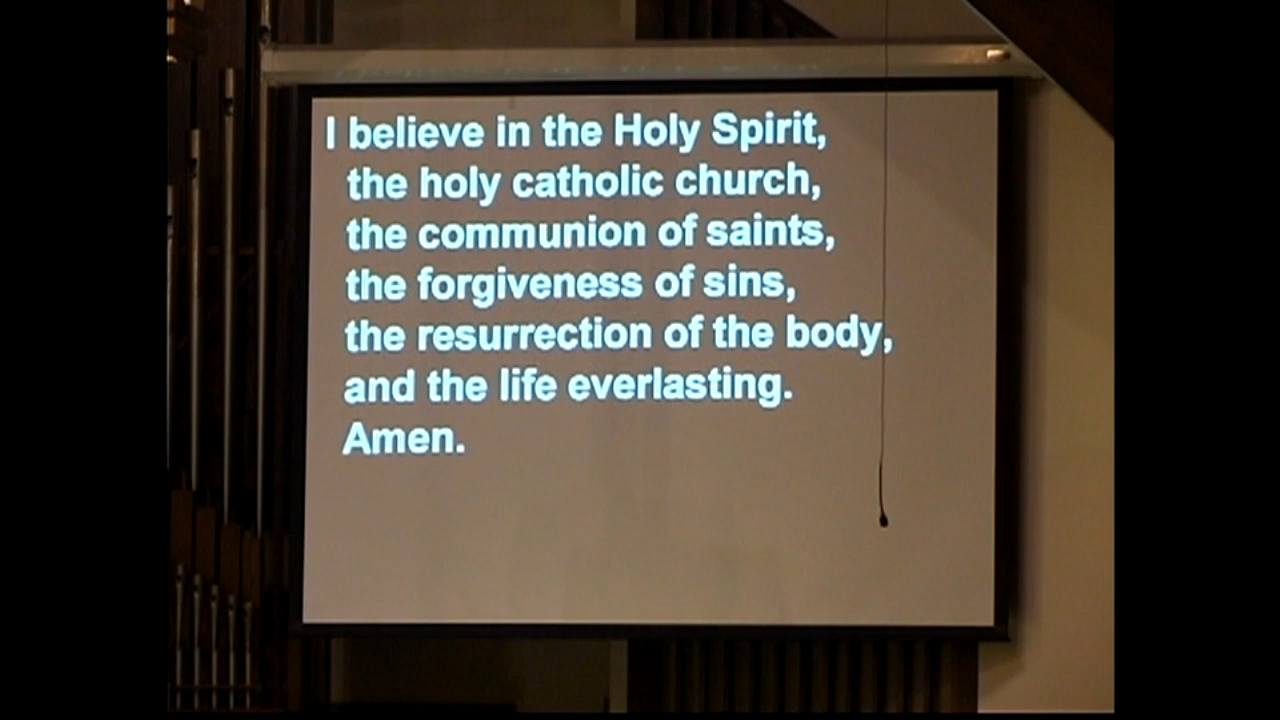 I believe in the Holy Spirit,
the holy catholic church,
the communion of saints,
the forgiveness of sins,
the resurrection of the body,
and the life everlasting.
Amen.